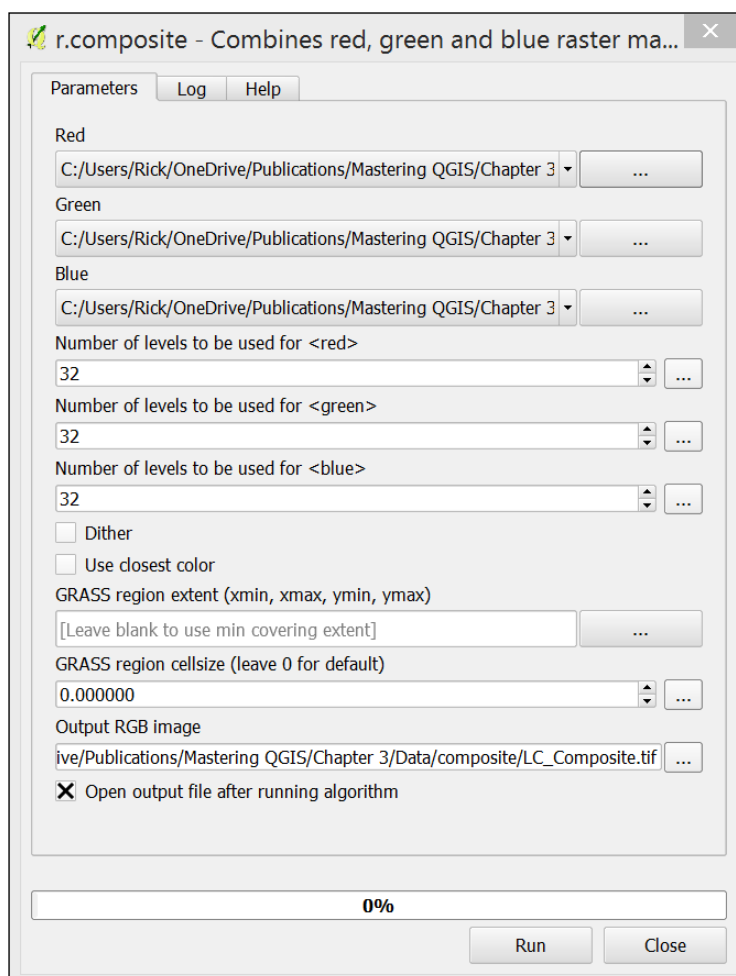 r.composite - Combines red, green and blue raster ma...
Parameters
Log
Help
Red
C:/Users/Rick/OneDrive/Publications/Mastering QGIS/Chapter 3
...
Green
C:/Users/Rick/OneDrive/Publications/Mastering QGIS/Chapter 3
...
Blue
C:/Users/Rick/OneDrive/Publications/Mastering QGIS/Chapter 3
...
Number of levels to be used for <red>
32
...
Number of levels to be used for <green>
32
...
Number of levels to be used for <blue>
32
...
Dither
Use closest color
GRASS region extent (xmin, xmax, ymin, ymax)
[Leave blank to use min covering extent]
...
GRASS region cellsize (leave 0 for default)
0.000000
...
Output RGB image
ive/Publications/Mastering QGIS/Chapter 3/Data/composite/LC_Composite.tif
...
Open output file after running algorithm
0%
Run
Close